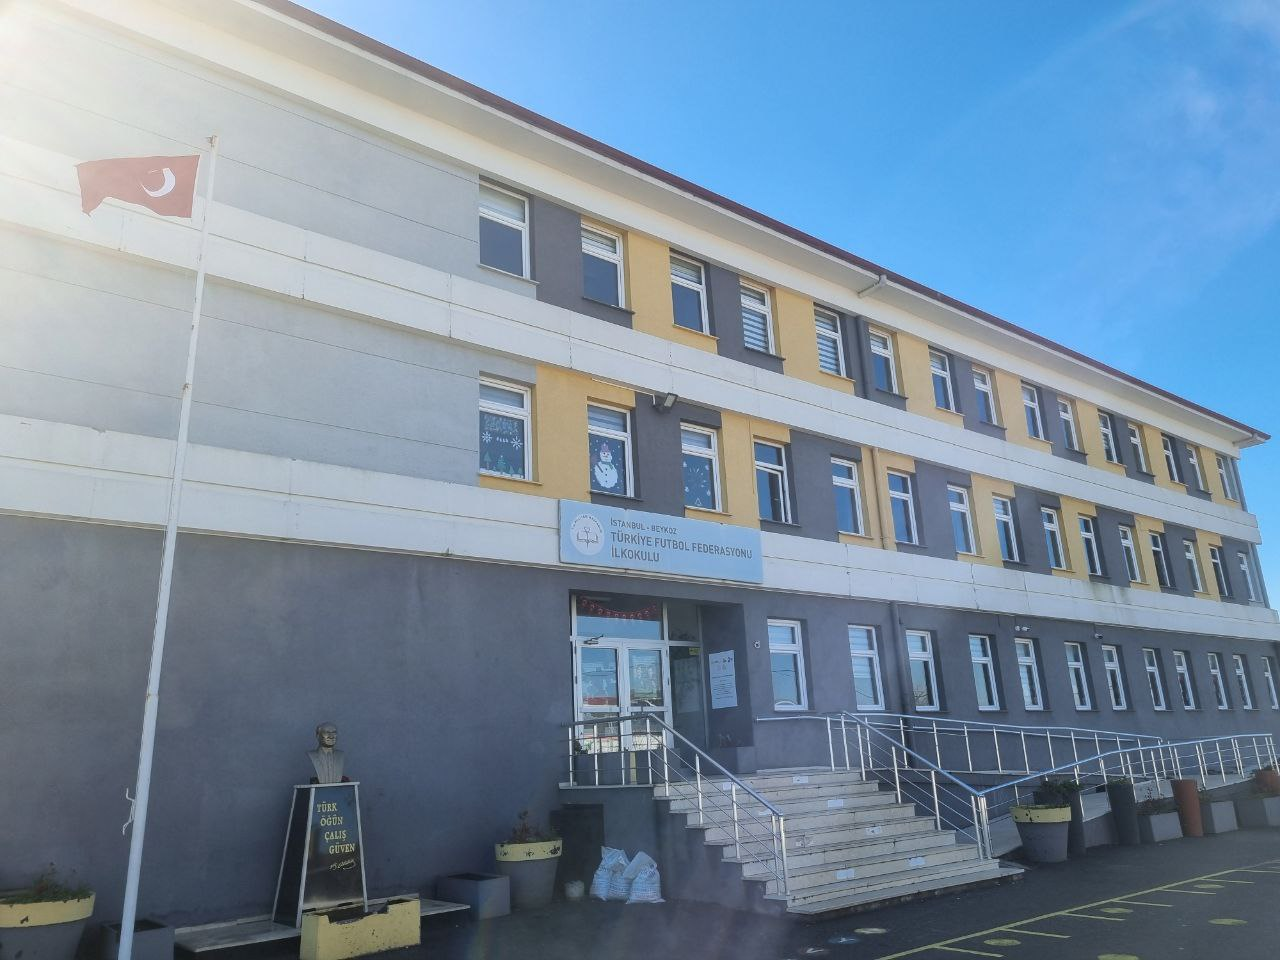 İSTANBUL - BEYKOZ
TÜRKİYE FUTBOL FEDERASYONU
İLKOKULU
TÜRK
ÖĞÜN
ÇALIŞ
GÜVEN